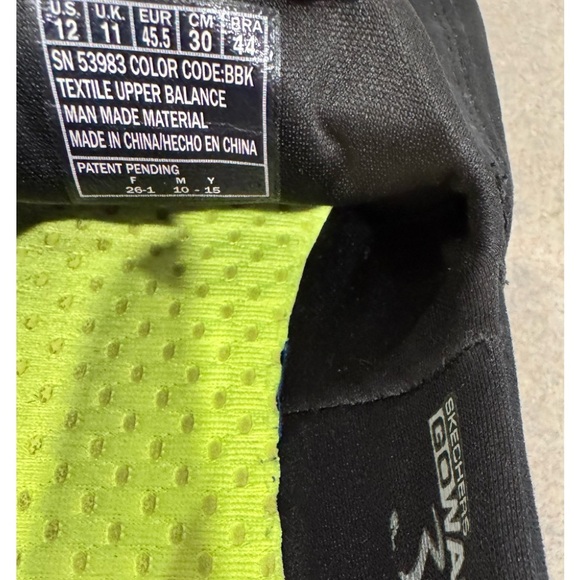 U.S. U.K. EUR CM BRA
12 11 45.5 30 44
SN 53983 COLOR CODE:BBK
TEXTILE UPPER BALANCE
MAN MADE MATERIAL
MADE IN CHINA/HECHO EN CHINA
PATENT PENDING
F M Y
26-1 10 - 15
SKECHERS
GOWA